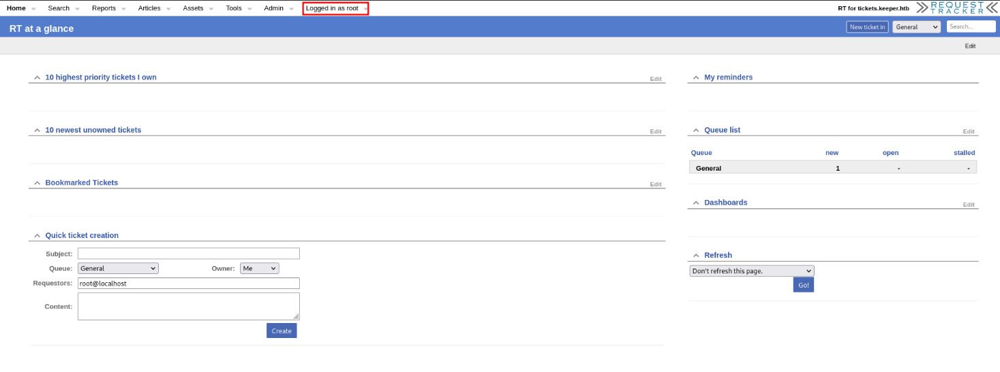 Home Search Reports Articles Assets Tools Admin Logged in as root RT for tickets.keeper.htb REQUEST TRACKER
RT at a glance New ticket in General Search...
Edit
10 highest priority tickets I own Edit
My reminders
10 newest unowned tickets Edit
Queue list Edit
Queue new open stalled
General 1 - -
Bookmarked Tickets Edit
Dashboards Edit
Quick ticket creation
Subject:
Queue: General Owner: Me
Requestors: root@localhost
Content:
Create
Refresh
Don't refresh this page.
Go!